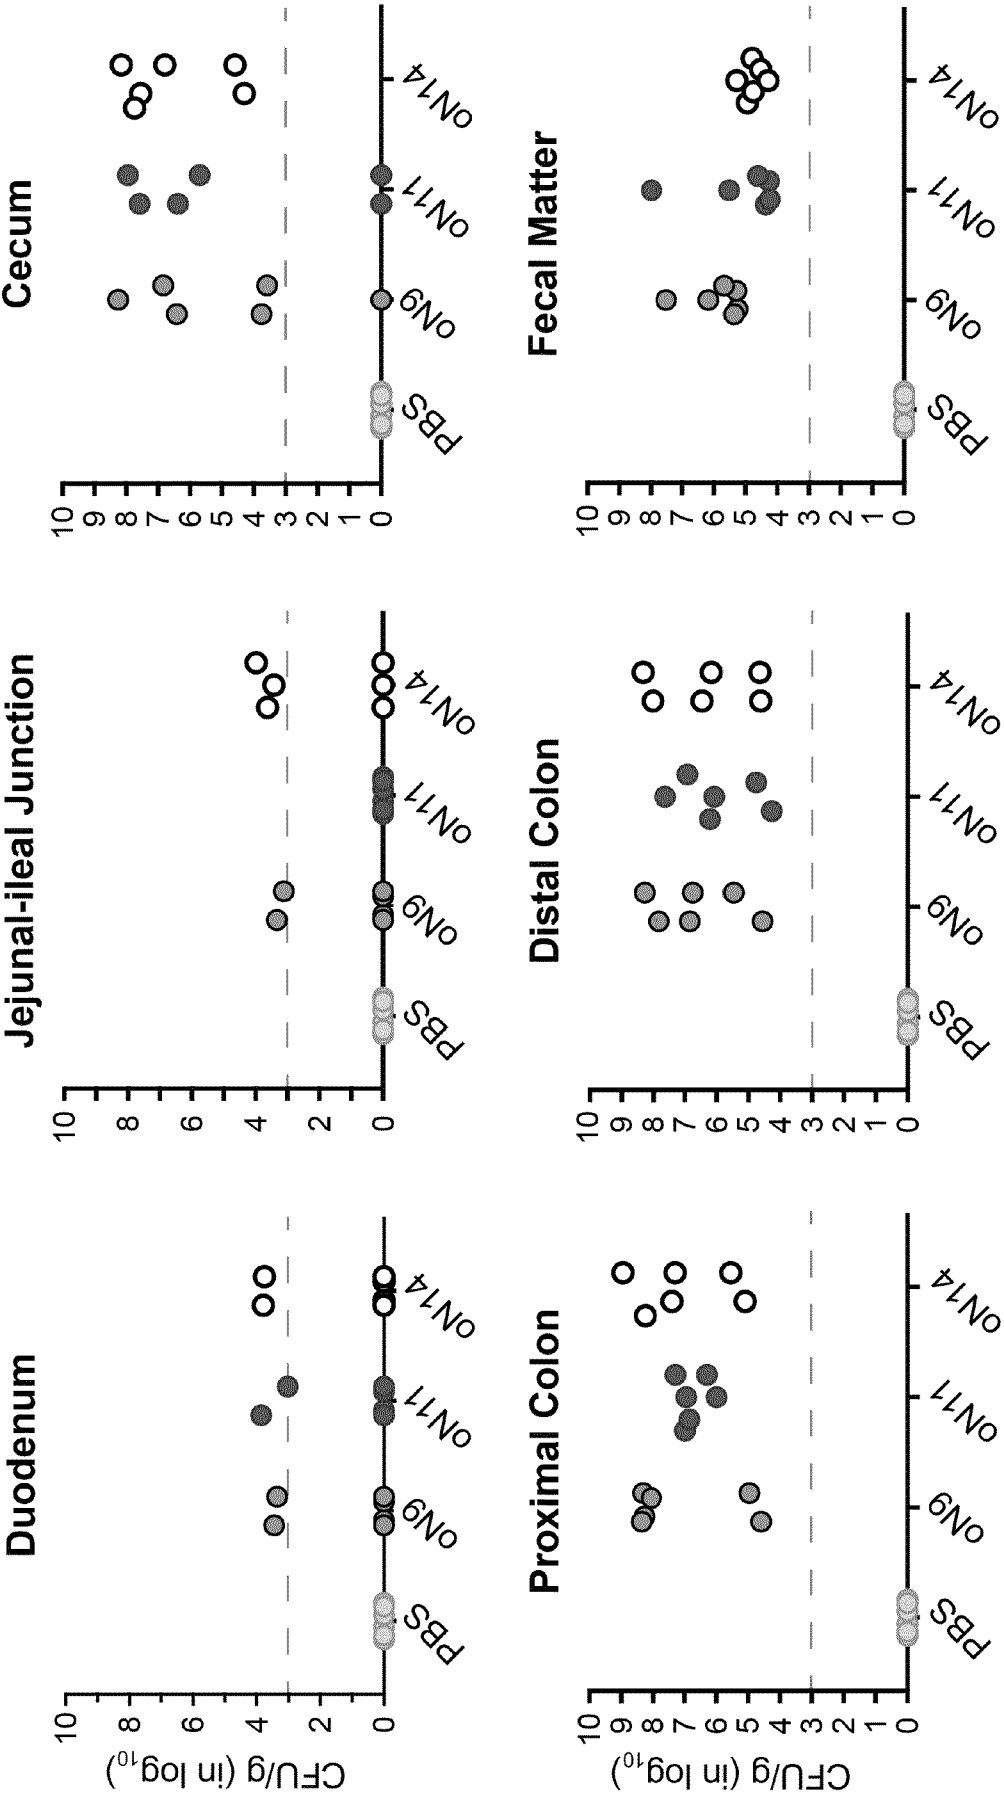 Duodenum
CFU/g (in log10)
10
8
6
4
2
0
PBS
ON9
ON11
ON14
Jejunal-ileal Junction
10
8
6
4
2
0
PBS
ON9
ON11
ON14
Cecum
10
9
8
7
6
5
4
3
2
1
0
PBS
ON9
ON11
ON14
Proximal Colon
CFU/g (in log10)
10
9
8
7
6
5
4
3
2
1
0
PBS
ON9
ON11
ON14
Distal Colon
10
9
8
7
6
5
4
3
2
1
0
PBS
ON9
ON11
ON14
Fecal Matter
10
9
8
7
6
5
4
3
2
1
0
PBS
ON9
ON11
ON14